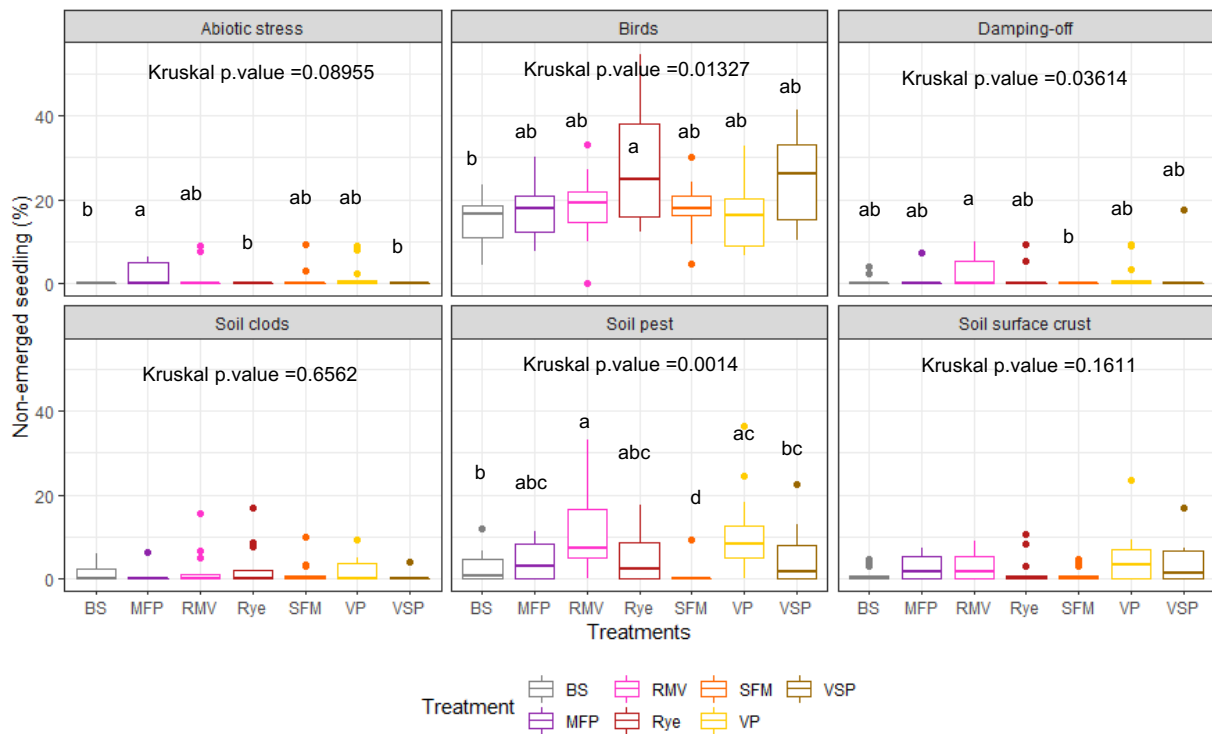 Abiotic stress
Birds
Damping-off
Kruskal p.value =0.08955
Kruskal p.value =0.01327
Kruskal p.value =0.03614
40
20
0
b
a
ab
b
ab
ab
b
b
ab
ab
a
ab
ab
ab
ab
ab
a
ab
b
ab
ab
Non-emerged seedling (%)
Soil clods
Soil pest
Soil surface crust
Kruskal p.value =0.6562
Kruskal p.value =0.0014
Kruskal p.value =0.1611
40
20
0
b
abc
a
abc
d
ac
bc
BS MFP RMV Rye SFM VP VSP
BS MFP RMV Rye SFM VP VSP
BS MFP RMV Rye SFM VP VSP
Treatments
Treatment
BS RMV SFM VSP
MFP Rye VP